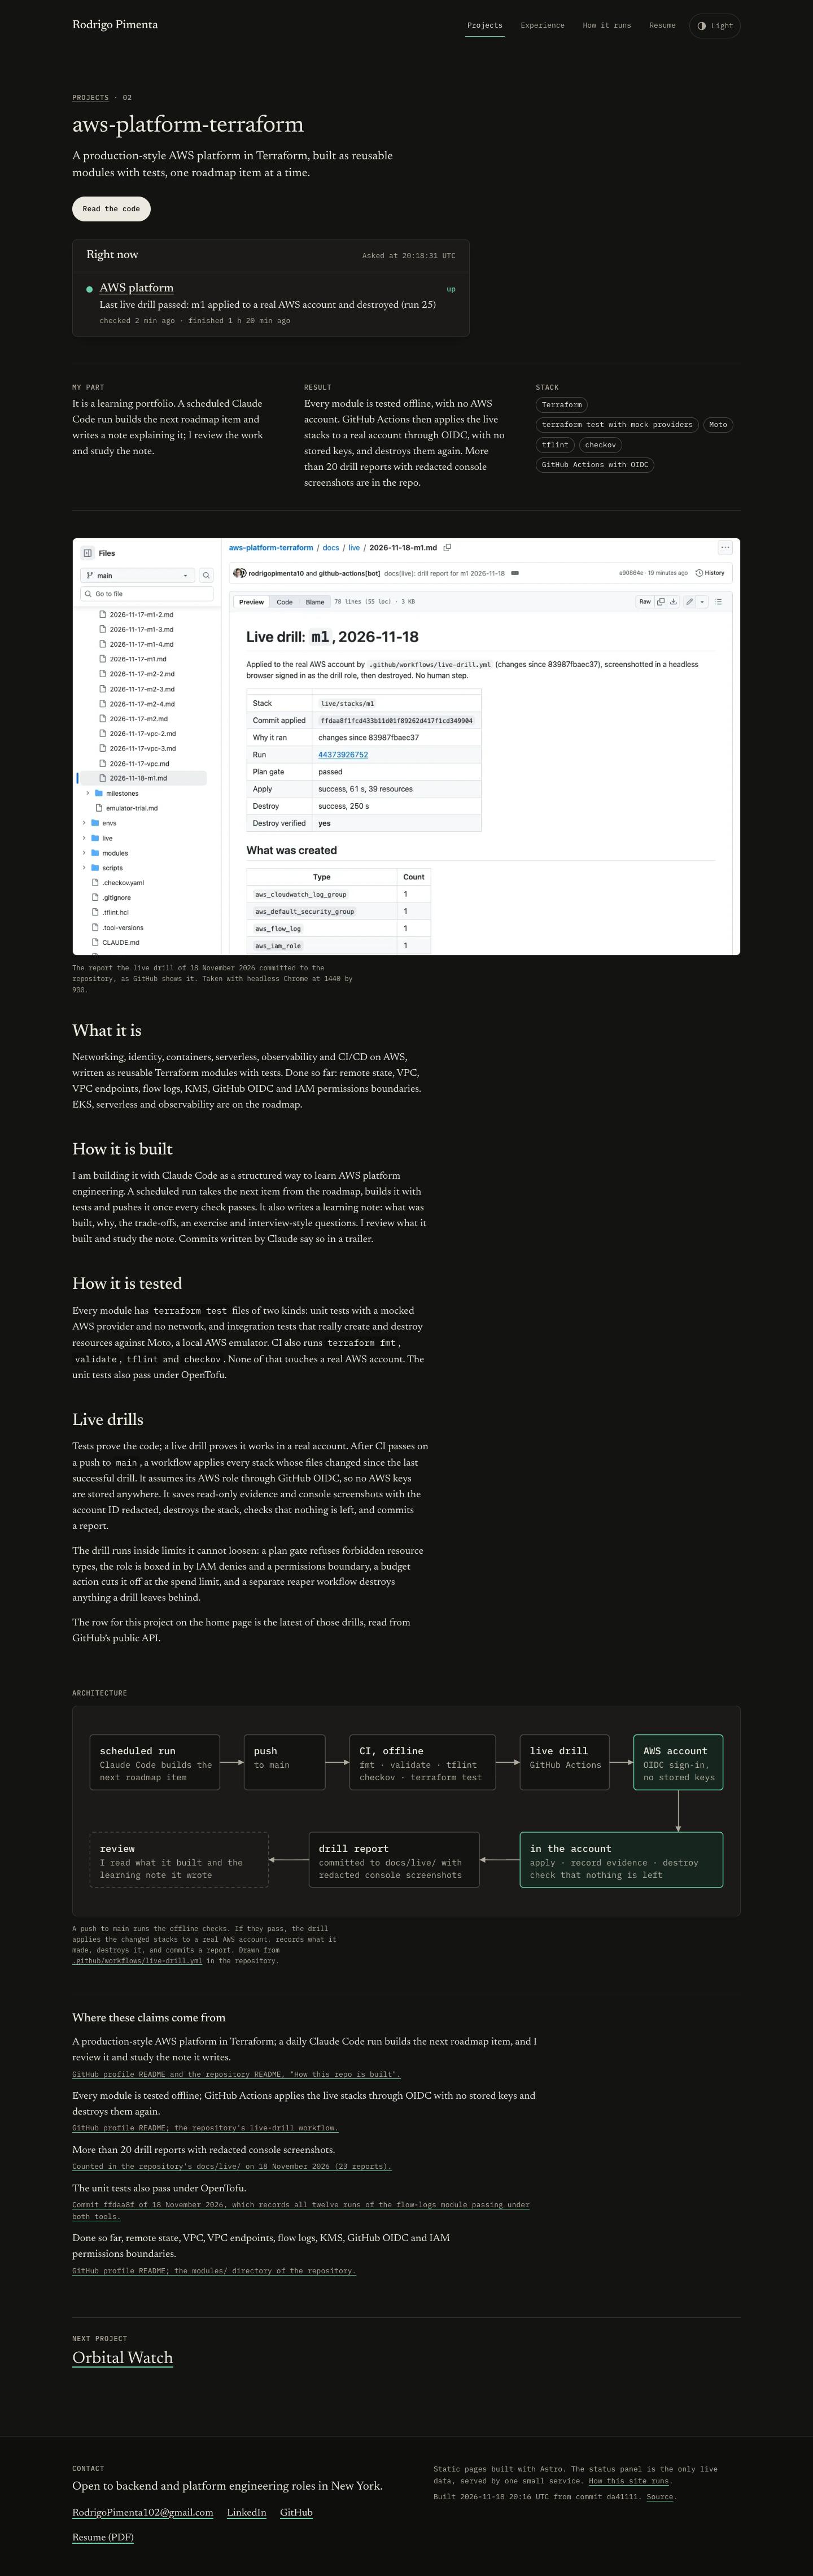 Rodrigo Pimenta
Projects Experience How it runs Resume Light
PROJECTS · 02
aws-platform-terraform
A production-style AWS platform in Terraform, built as reusable
modules with tests, one roadmap item at a time.
Read the code
Right now Asked at 20:18:31 UTC
AWS platform up
Last live drill passed: m1 applied to a real AWS account and destroyed (run 25)
checked 2 min ago · finished 1 h 20 min ago
MY PART
It is a learning portfolio. A scheduled Claude
Code run builds the next roadmap item and
writes a note explaining it; I review the work
and study the note.
RESULT
Every module is tested offline, with no AWS
account. GitHub Actions then applies the live
stacks to a real account through OIDC, with no
stored keys, and destroys them again. More
than 20 drill reports with redacted console
screenshots are in the repo.
STACK
Terraform
terraform test with mock providers Moto
tflint checkov
GitHub Actions with OIDC
Files
main
Go to file
2026-11-17-m1-2.md
2026-11-17-m1-3.md
2026-11-17-m1-4.md
2026-11-17-m1.md
2026-11-17-m2-2.md
2026-11-17-m2-3.md
2026-11-17-m2-4.md
2026-11-17-m2.md
2026-11-17-vpc-2.md
2026-11-17-vpc-3.md
2026-11-17-vpc.md
2026-11-18-m1.md
milestones
emulator-trial.md
envs
live
modules
scripts
.checkov.yaml
.gitignore
.tflint.hcl
.tool-versions
CLAUDE.md
aws-platform-terraform / docs / live / 2026-11-18-m1.md
rodrigopimenta10 and github-actions[bot] docs(live): drill report for m1 2026-11-18 a90864e · 19 minutes ago History
Preview Code Blame 78 lines (55 loc) · 3 KB Raw
Live drill: m1, 2026-11-18
Applied to the real AWS account by .github/workflows/live-drill.yml (changes since 83987fbaec37), screenshotted in a headless
browser signed in as the drill role, then destroyed. No human step.
Stack live/stacks/m1
Commit applied ffdaa8f1fcd433b11d01f89262d417f1cd349904
Why it ran changes since 83987fbaec37
Run 44373926752
Plan gate passed
Apply success, 61 s, 39 resources
Destroy success, 250 s
Destroy verified yes
What was created
Type Count
aws_cloudwatch_log_group 1
aws_default_security_group 1
aws_flow_log 1
aws_iam_role 1
The report the live drill of 18 November 2026 committed to the
repository, as GitHub shows it. Taken with headless Chrome at 1440 by
900.
What it is
Networking, identity, containers, serverless, observability and CI/CD on AWS,
written as reusable Terraform modules with tests. Done so far: remote state, VPC,
VPC endpoints, flow logs, KMS, GitHub OIDC and IAM permissions boundaries.
EKS, serverless and observability are on the roadmap.
How it is built
I am building it with Claude Code as a structured way to learn AWS platform
engineering. A scheduled run takes the next item from the roadmap, builds it with
tests and pushes it once every check passes. It also writes a learning note: what was
built, why, the trade-offs, an exercise and interview-style questions. I review what it
built and study the note. Commits written by Claude say so in a trailer.
How it is tested
Every module has terraform test files of two kinds: unit tests with a mocked
AWS provider and no network, and integration tests that really create and destroy
resources against Moto, a local AWS emulator. CI also runs terraform fmt,
validate, tflint and checkov. None of that touches a real AWS account. The
unit tests also pass under OpenTofu.
Live drills
Tests prove the code; a live drill proves it works in a real account. After CI passes on
a push to main, a workflow applies every stack whose files changed since the last
successful drill. It assumes its AWS role through GitHub OIDC, so no AWS keys
are stored anywhere. It saves read-only evidence and console screenshots with the
account ID redacted, destroys the stack, checks that nothing is left, and commits
a report.
The drill runs inside limits it cannot loosen: a plan gate refuses forbidden resource
types, the role is boxed in by IAM denies and a permissions boundary, a budget
action cuts it off at the spend limit, and a separate reaper workflow destroys
anything a drill leaves behind.
The row for this project on the home page is the latest of those drills, read from
GitHub's public API.
ARCHITECTURE
scheduled run
Claude Code builds the
next roadmap item
push
to main
CI, offline
fmt · validate · tflint
checkov · terraform test
live drill
GitHub Actions
AWS account
OIDC sign-in,
no stored keys
review
I read what it built and the
learning note it wrote
drill report
committed to docs/live/ with
redacted console screenshots
in the account
apply · record evidence · destroy
check that nothing is left
A push to main runs the offline checks. If they pass, the drill
applies the changed stacks to a real AWS account, records what it
made, destroys it, and commits a report. Drawn from
.github/workflows/live-drill.yml in the repository.
Where these claims come from
A production-style AWS platform in Terraform; a daily Claude Code run builds the next roadmap item, and I
review it and study the note it writes.
GitHub profile README and the repository README, "How this repo is built".
Every module is tested offline; GitHub Actions applies the live stacks through OIDC with no stored keys and
destroys them again.
GitHub profile README; the repository's live-drill workflow.
More than 20 drill reports with redacted console screenshots.
Counted in the repository's docs/live/ on 18 November 2026 (23 reports).
The unit tests also pass under OpenTofu.
Commit ffdaa8f of 18 November 2026, which records all twelve runs of the flow-logs module passing under
both tools.
Done so far, remote state, VPC, VPC endpoints, flow logs, KMS, GitHub OIDC and IAM
permissions boundaries.
GitHub profile README; the modules/ directory of the repository.
NEXT PROJECT
Orbital Watch
CONTACT
Open to backend and platform engineering roles in New York.
RodrigoPimenta102@gmail.com LinkedIn GitHub
Resume (PDF)
Static pages built with Astro. The status panel is the only live
data, served by one small service. How this site runs.
Built 2026-11-18 20:16 UTC from commit da41111. Source.